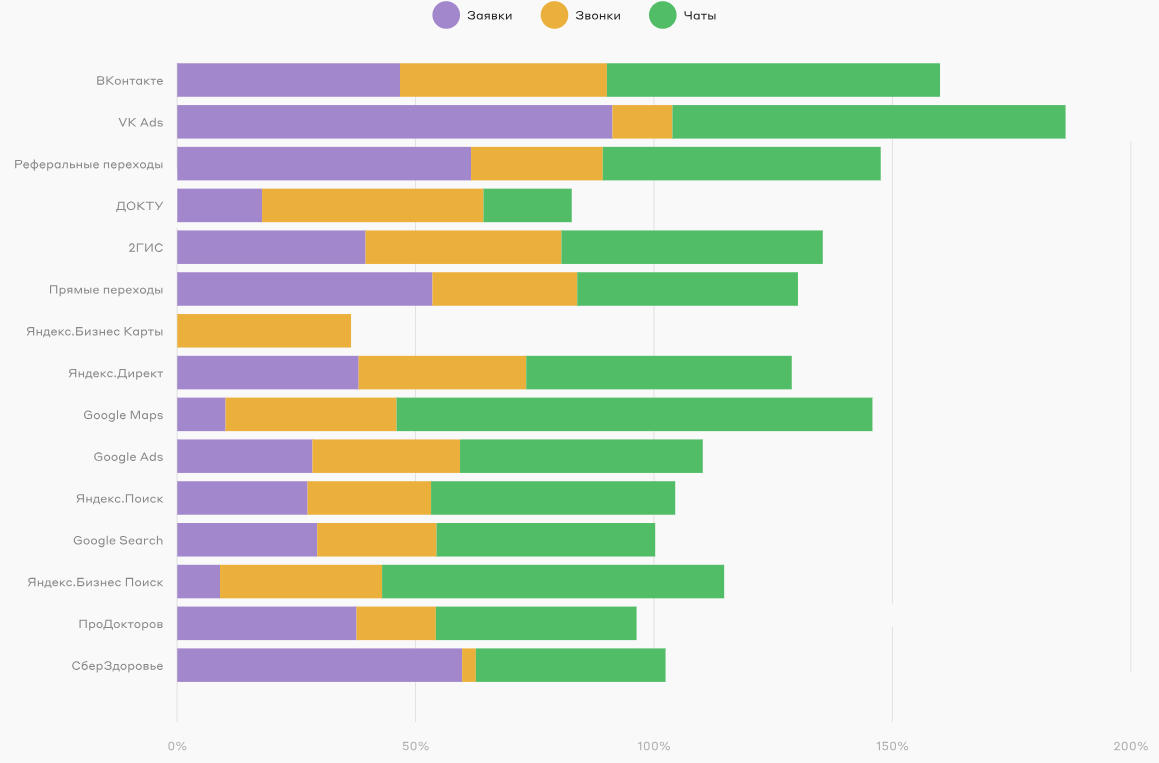 Заявки Звонки Чаты
ВКонтакте
VK Ads
Реферальные переходы
ДОКТУ
2ГИС
Прямые переходы
Яндекс.Бизнес Карты
Яндекс.Директ
Google Maps
Google Ads
Яндекс.Поиск
Google Search
Яндекс.Бизнес Поиск
ПроДокторов
СберЗдоровье
0% 50% 100% 150% 200%